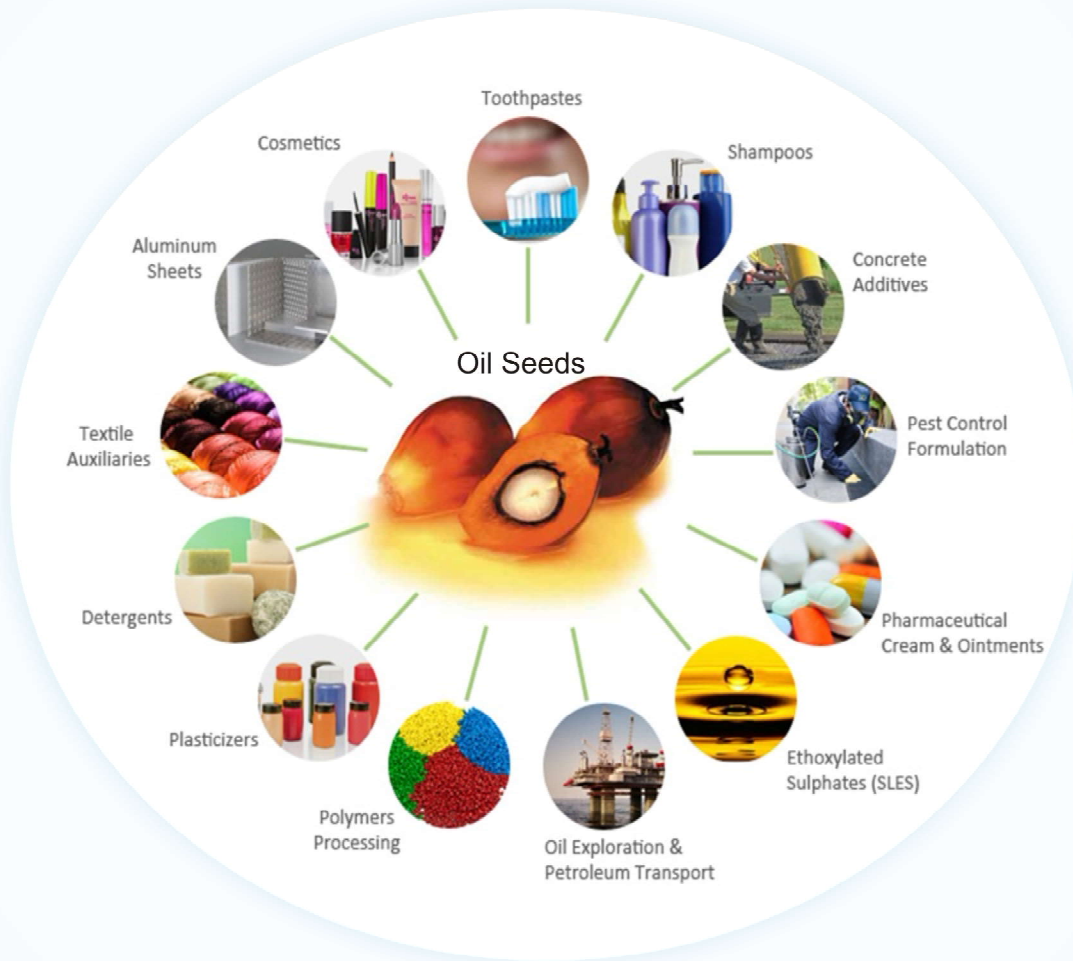 Toothpastes
Cosmetics
Shampoos
Aluminum
Sheets
Concrete
Additives
Oil Seeds
Textile
Auxiliaries
Pest Control
Formulation
Detergents
Pharmaceutical
Cream & Ointments
Plasticizers
Ethoxylated
Sulphates (SLES)
Polymers
Processing
Oil Exploration &
Petroleum Transport